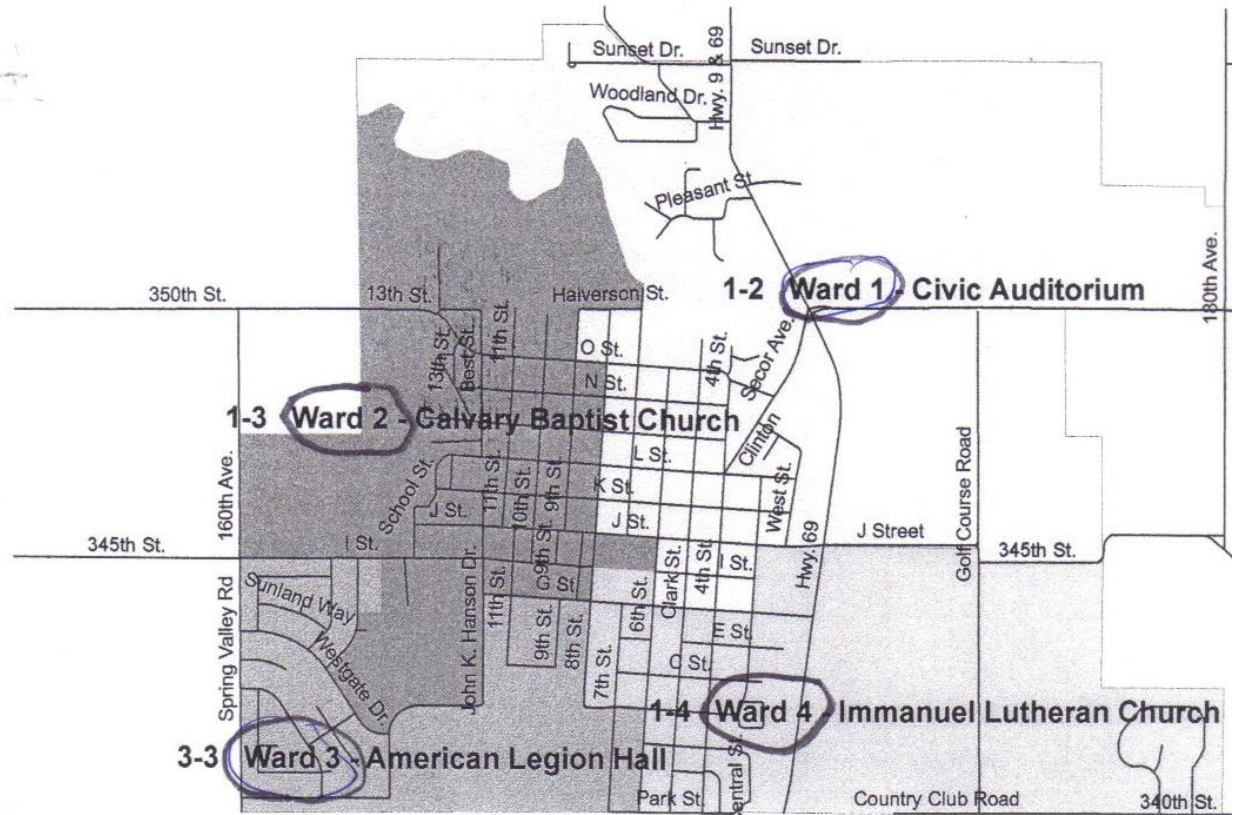 Sunset Dr.
Sunset Dr.
Hwy. 9 & 69
Woodland Dr.
Pleasant St
180th Ave.
1-2 Ward 1 - Civic Auditorium
350th St.
13th St.
Halverson St.
11th St.
13th St.
Best St.
O St.
N St.
4th St.
Secor Ave.
1-3 Ward 2 - Calvary Baptist Church
Clinton
L St.
160th Ave.
School St.
11th St.
10th St.
9th St.
K St.
West St.
J St.
J St.
J Street
Golf Course Road
345th St.
I St.
345th St.
9th St.
G St.
Clark St.
4th St.
I St.
Hwy. 69
Sunland Way
Spring Valley Rd
Westgate Dr.
John K. Hanson Dr.
11th St.
9th St.
8th St.
7th St.
6th St.
E St.
C St.
1-4 Ward 4 - Immanuel Lutheran Church
3-3 Ward 3 - American Legion Hall
Park St.
Country Club Road
340th St.